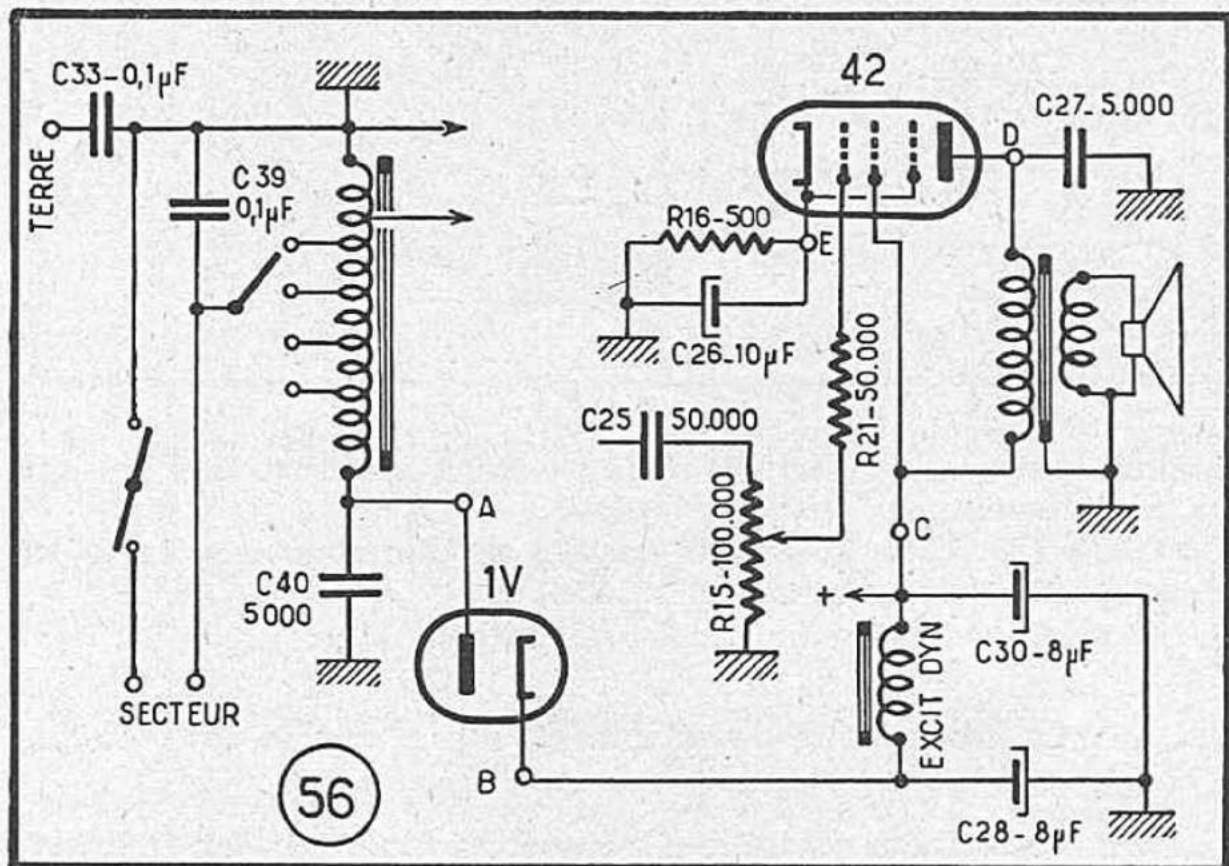 C33-0,1µF
TERRE
C39
0,1µF
SECTEUR
C40
5000
A
1V
B
56
42
D
C27-5.000
R16-500
E
C26-10µF
C25 50.000
R21-50.000
R15-100.000
C
+
EXCIT DYN
C30-8µF
C28-8µF